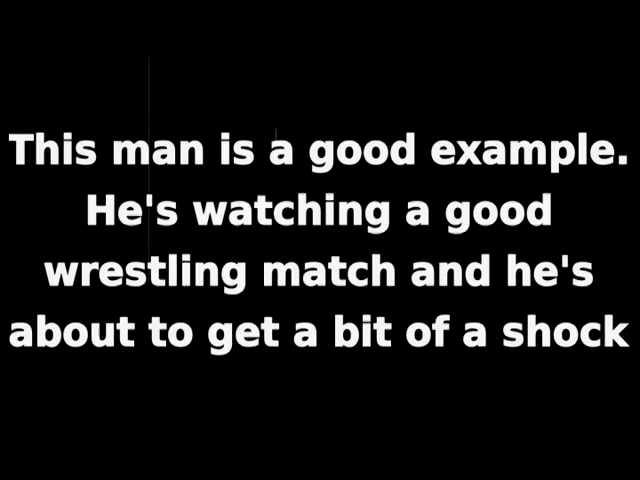 This man is a good example.
He's watching a good
wrestling match and he's
about to get a bit of a shock